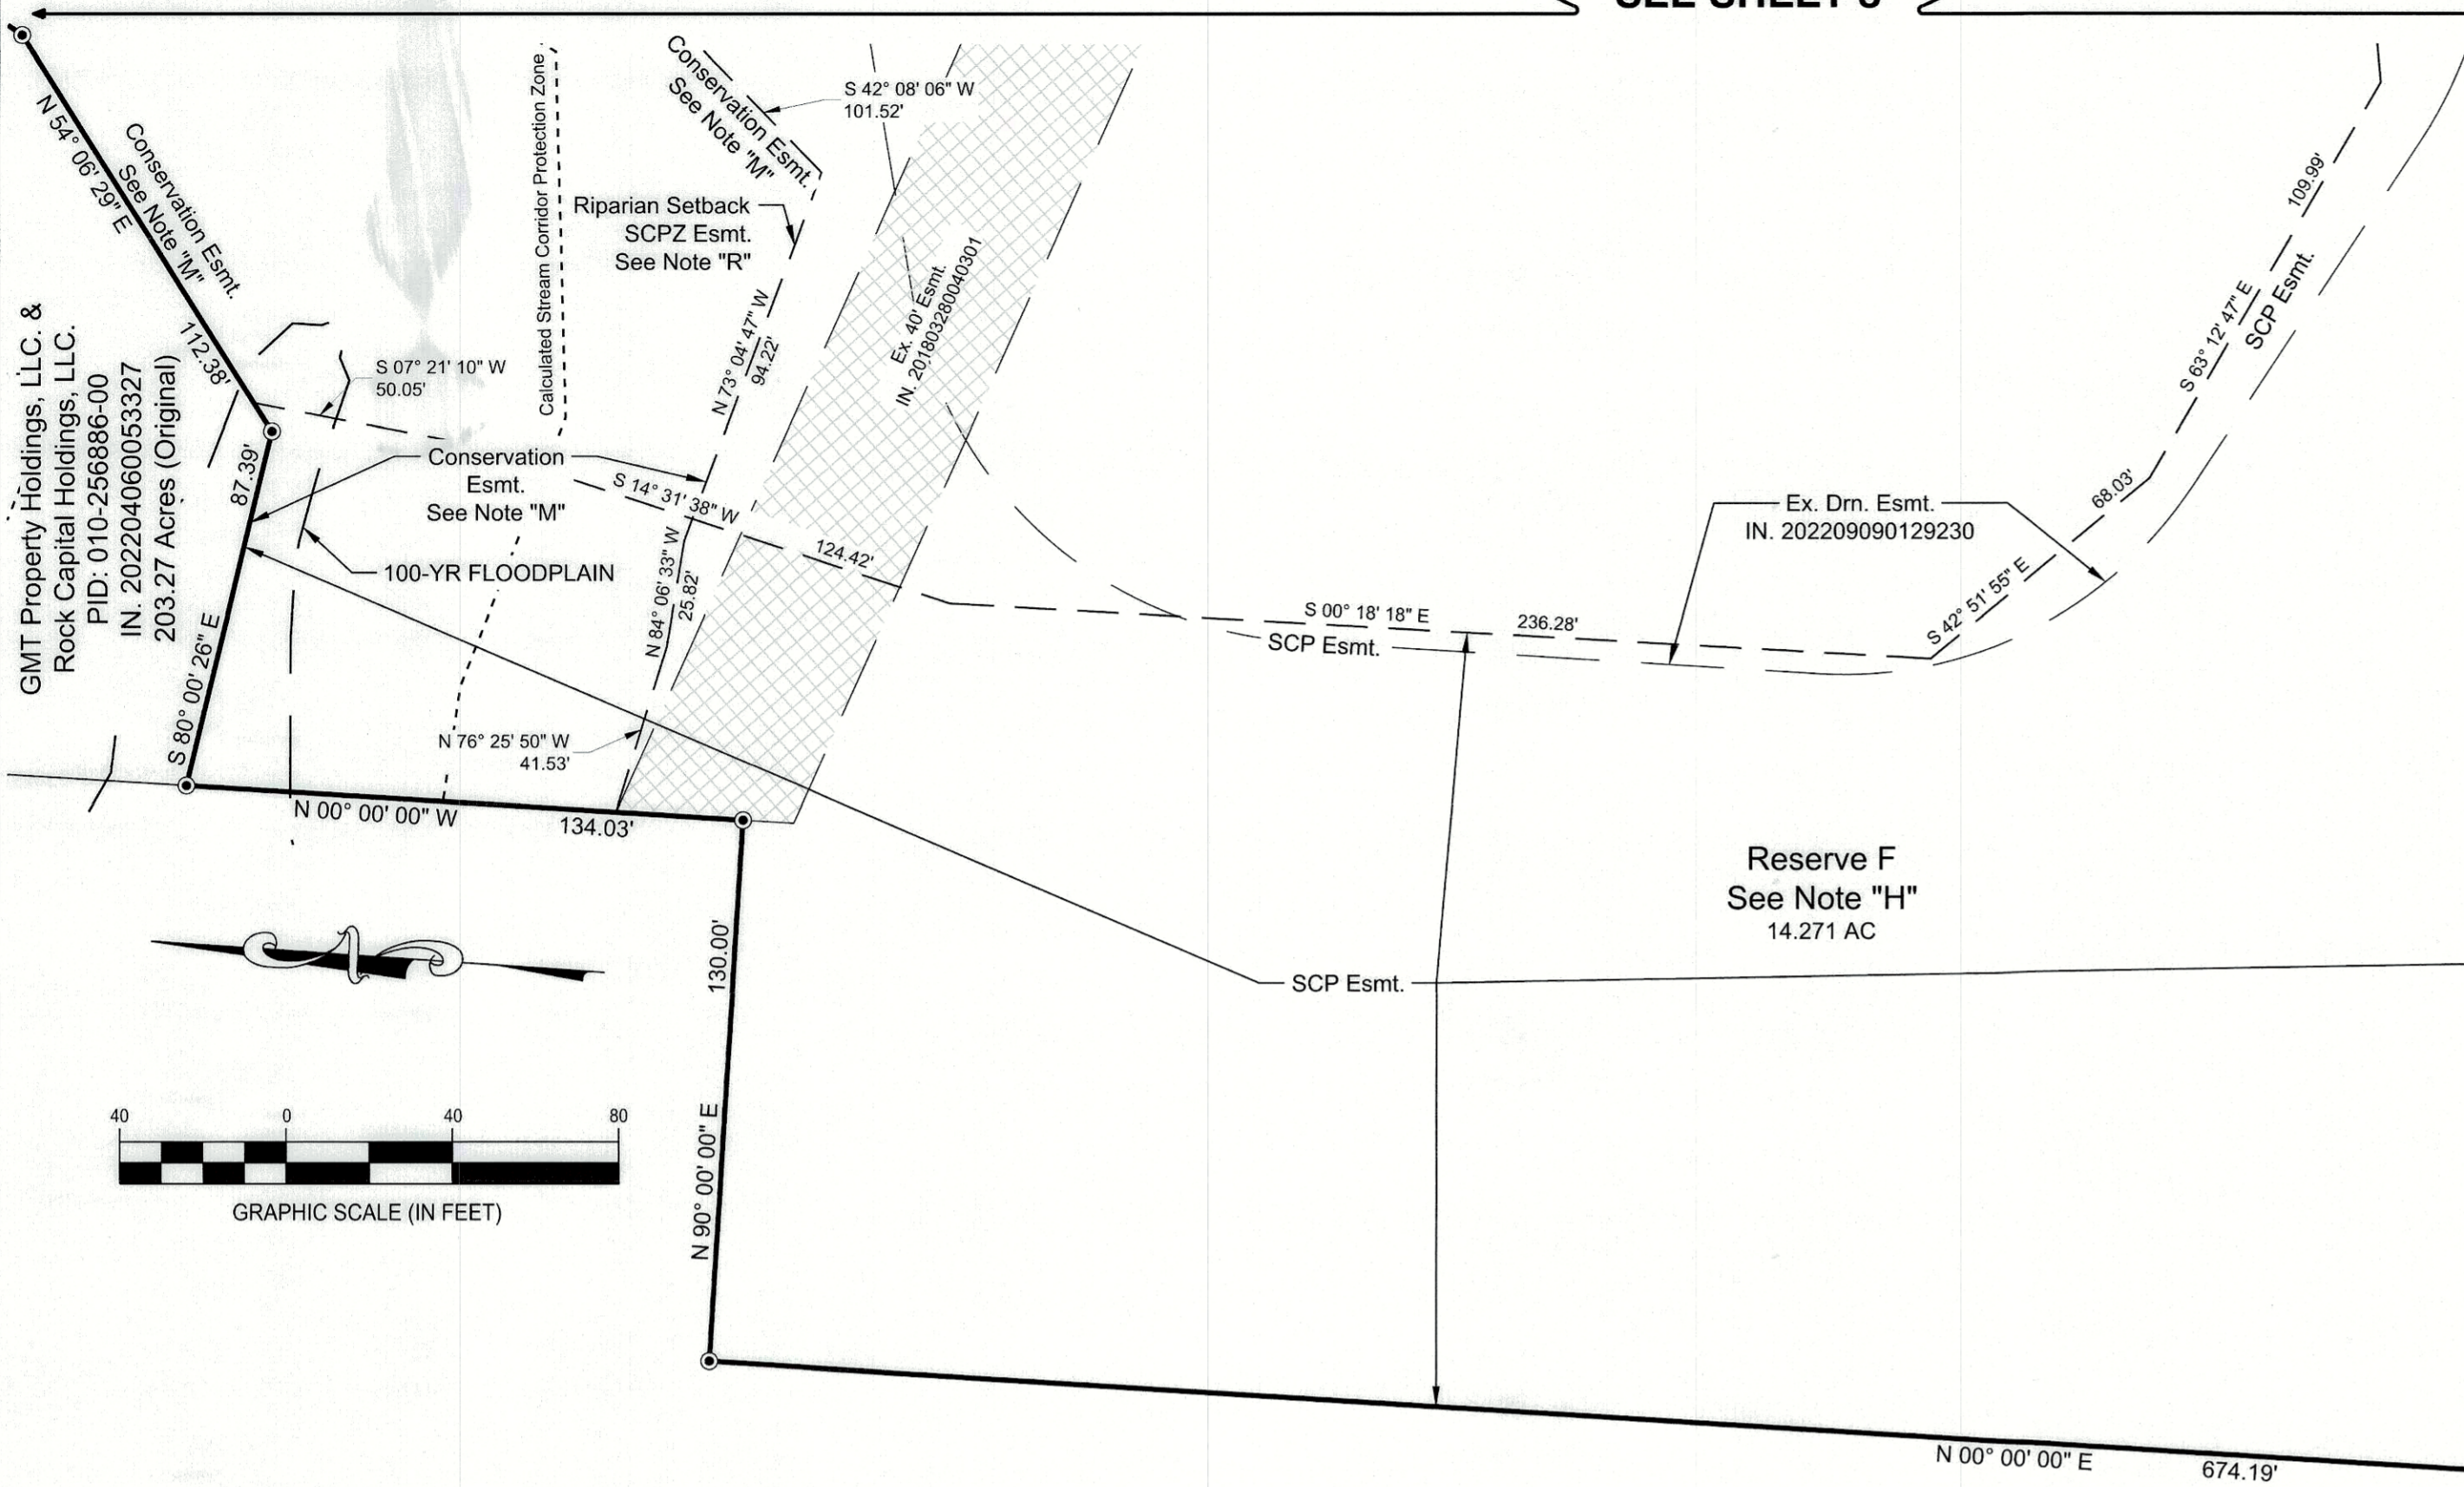 SEE SHEET
N 54° 06' 29" E
112.38'
Conservation Esmt.
See Note "M"
Calculated Stream Corridor Protection Zone
Conservation Esmt.
See Note "M"
S 42° 08' 06" W
101.52'
Riparian Setback
SCPZ Esmt.
See Note "R"
N 73° 04' 47" W
94.22'
Ex. 40' Esmt.
IN. 201803280040301
109.99'
S 63° 12' 47" E
SCP Esmt.
GMT Property Holdings, LLC. &
Rock Capital Holdings, LLC.
PID: 010-256886-00
IN. 202204060053327
203.27 Acres (Original)
S 07° 21' 10" W
50.05'
87.39'
S 80° 00' 26" E
Conservation
Esmt.
See Note "M"
S 14° 31' 38" W
124.42'
100-YR FLOODPLAIN
N 84° 06' 33" W
25.82'
Ex. Drn. Esmt.
IN. 202209090129230
68.03'
S 42° 51' 55" E
S 00° 18' 18" E
236.28'
SCP Esmt.
N 76° 25' 50" W
41.53'
N 00° 00' 00" W
134.03'
Reserve F
See Note "H"
14.271 AC
130.00'
N 90° 00' 00" E
SCP Esmt.
40 0 40 80
GRAPHIC SCALE (IN FEET)
N 00° 00' 00" E
674.19'